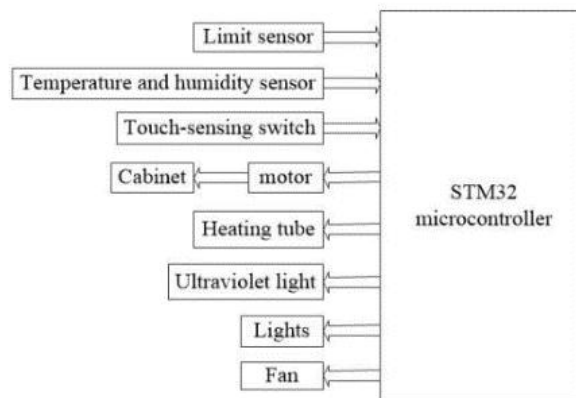 Limit sensor
Temperature and humidity sensor
Touch-sensing switch
Cabinet
motor
Heating tube
Ultraviolet light
Lights
Fan
STM32
microcontroller